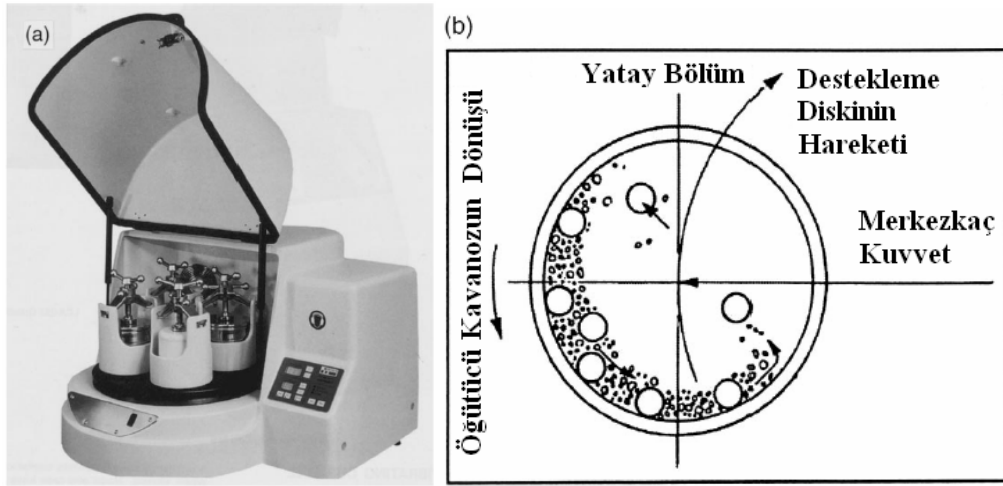 (a)
(b)
Yatay Bölüm
Destekleme
Diskinin
Hareketi
Öğütücü Kavanozun Dönüşü
Merkezkaç
Kuvvet